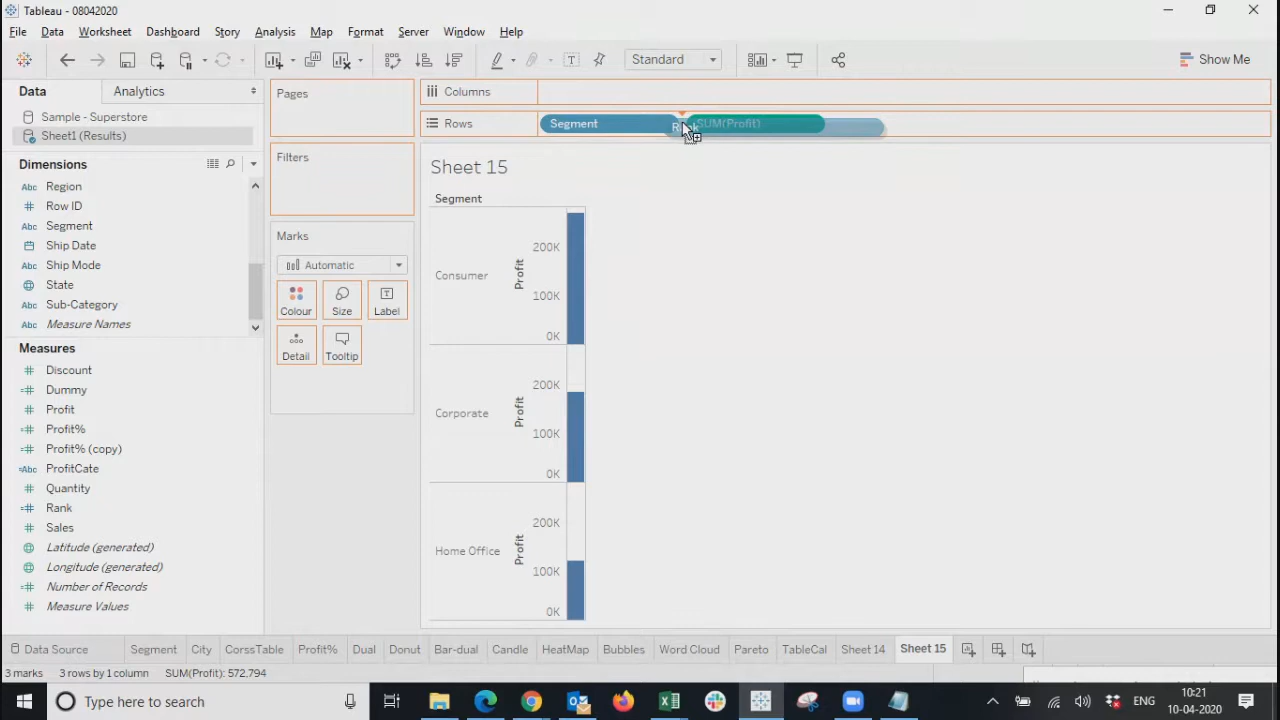 Tableau - 08042020
File Data Worksheet Dashboard Story Analysis Map Format Server Window Help
Standard
Show Me
Data Analytics
Sample - Superstore
Sheet1 (Results)
Dimensions
Abc Region
# Row ID
Abc Segment
Ship Date
Abc Ship Mode
State
Abc Sub-Category
Abc Measure Names
Measures
# Discount
=# Dummy
# Profit
=# Profit%
=# Profit% (copy)
=Abc ProfitCate
# Quantity
=# Rank
# Sales
Latitude (generated)
Longitude (generated)
=# Number of Records
# Measure Values
Pages
Filters
Marks
Automatic
Colour Size Label
Detail Tooltip
Columns
Rows Segment SUM(Profit)
Sheet 15
Segment
Consumer Profit 200K 100K 0K
Corporate Profit 200K 100K 0K
Home Office Profit 200K 100K 0K
Data Source Segment City CorssTable Profit% Dual Donut Bar-dual Candle HeatMap Bubbles Word Cloud Pareto TableCal Sheet 14 Sheet 15
3 marks 3 rows by 1 column SUM(Profit): 572.794
Type here to search
ENG
10:21
10-04-2020